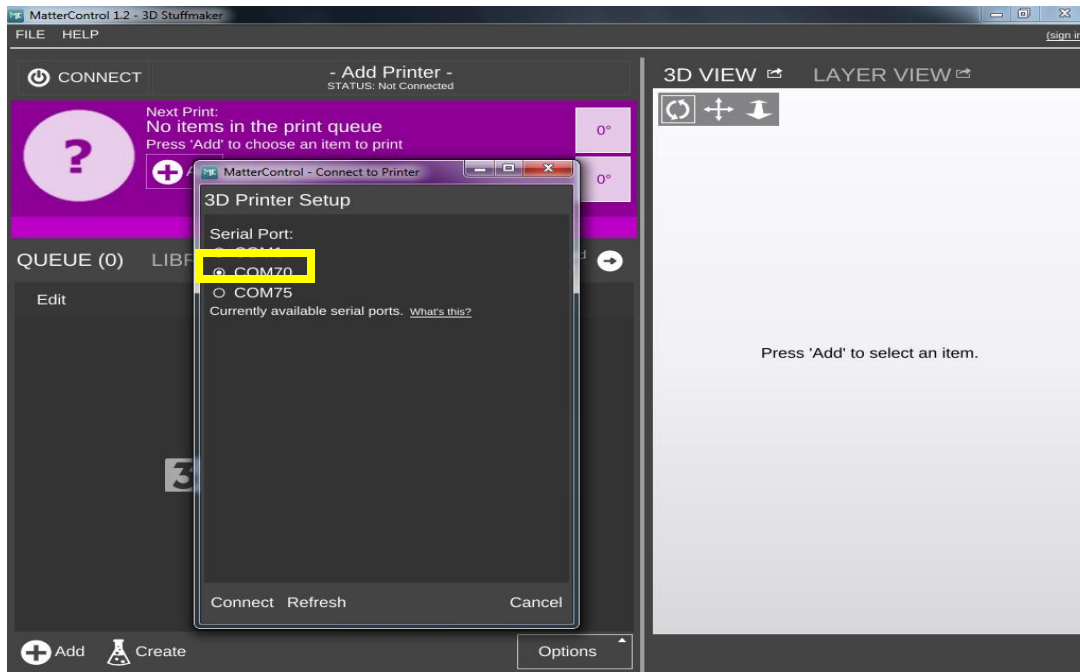 MatterControl 1.2 - 3D Stuffmaker
FILE HELP
(sign in
CONNECT
- Add Printer -
STATUS: Not Connected
3D VIEW
LAYER VIEW
Next Print:
No items in the print queue
Press 'Add' to choose an item to print
0°
0°
?
QUEUE (0)
Edit
MatterControl - Connect to Printer
3D Printer Setup
Serial Port:
COM1
COM70
COM75
Currently available serial ports. What's this?
Connect Refresh Cancel
Press 'Add' to select an item.
Add
Create
Options